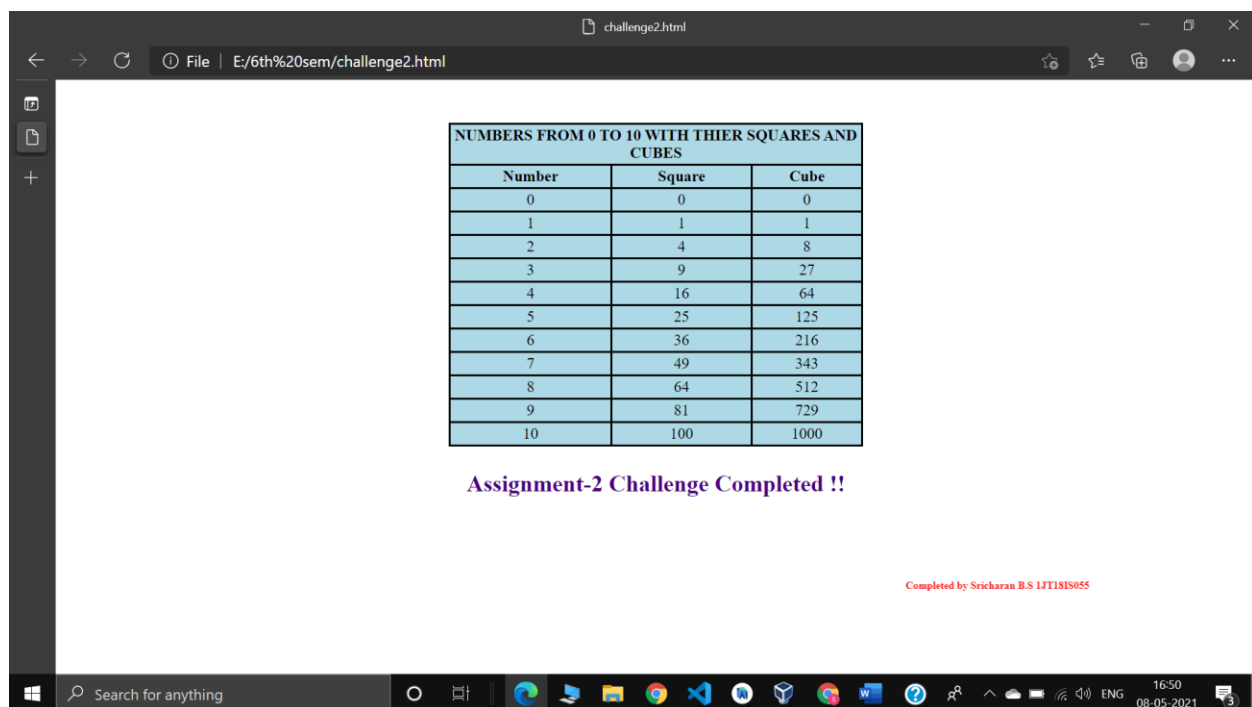 challenge2.html
File | E:/6th%20sem/challenge2.html
NUMBERS FROM 0 TO 10 WITH THIER SQUARES AND
CUBES
Number Square Cube
0 0 0
1 1 1
2 4 8
3 9 27
4 16 64
5 25 125
6 36 216
7 49 343
8 64 512
9 81 729
10 100 1000
Assignment-2 Challenge Completed !!
Completed by Sricharan B.S 1JT18IS055
Search for anything
ENG
16:50
08-05-2021
3